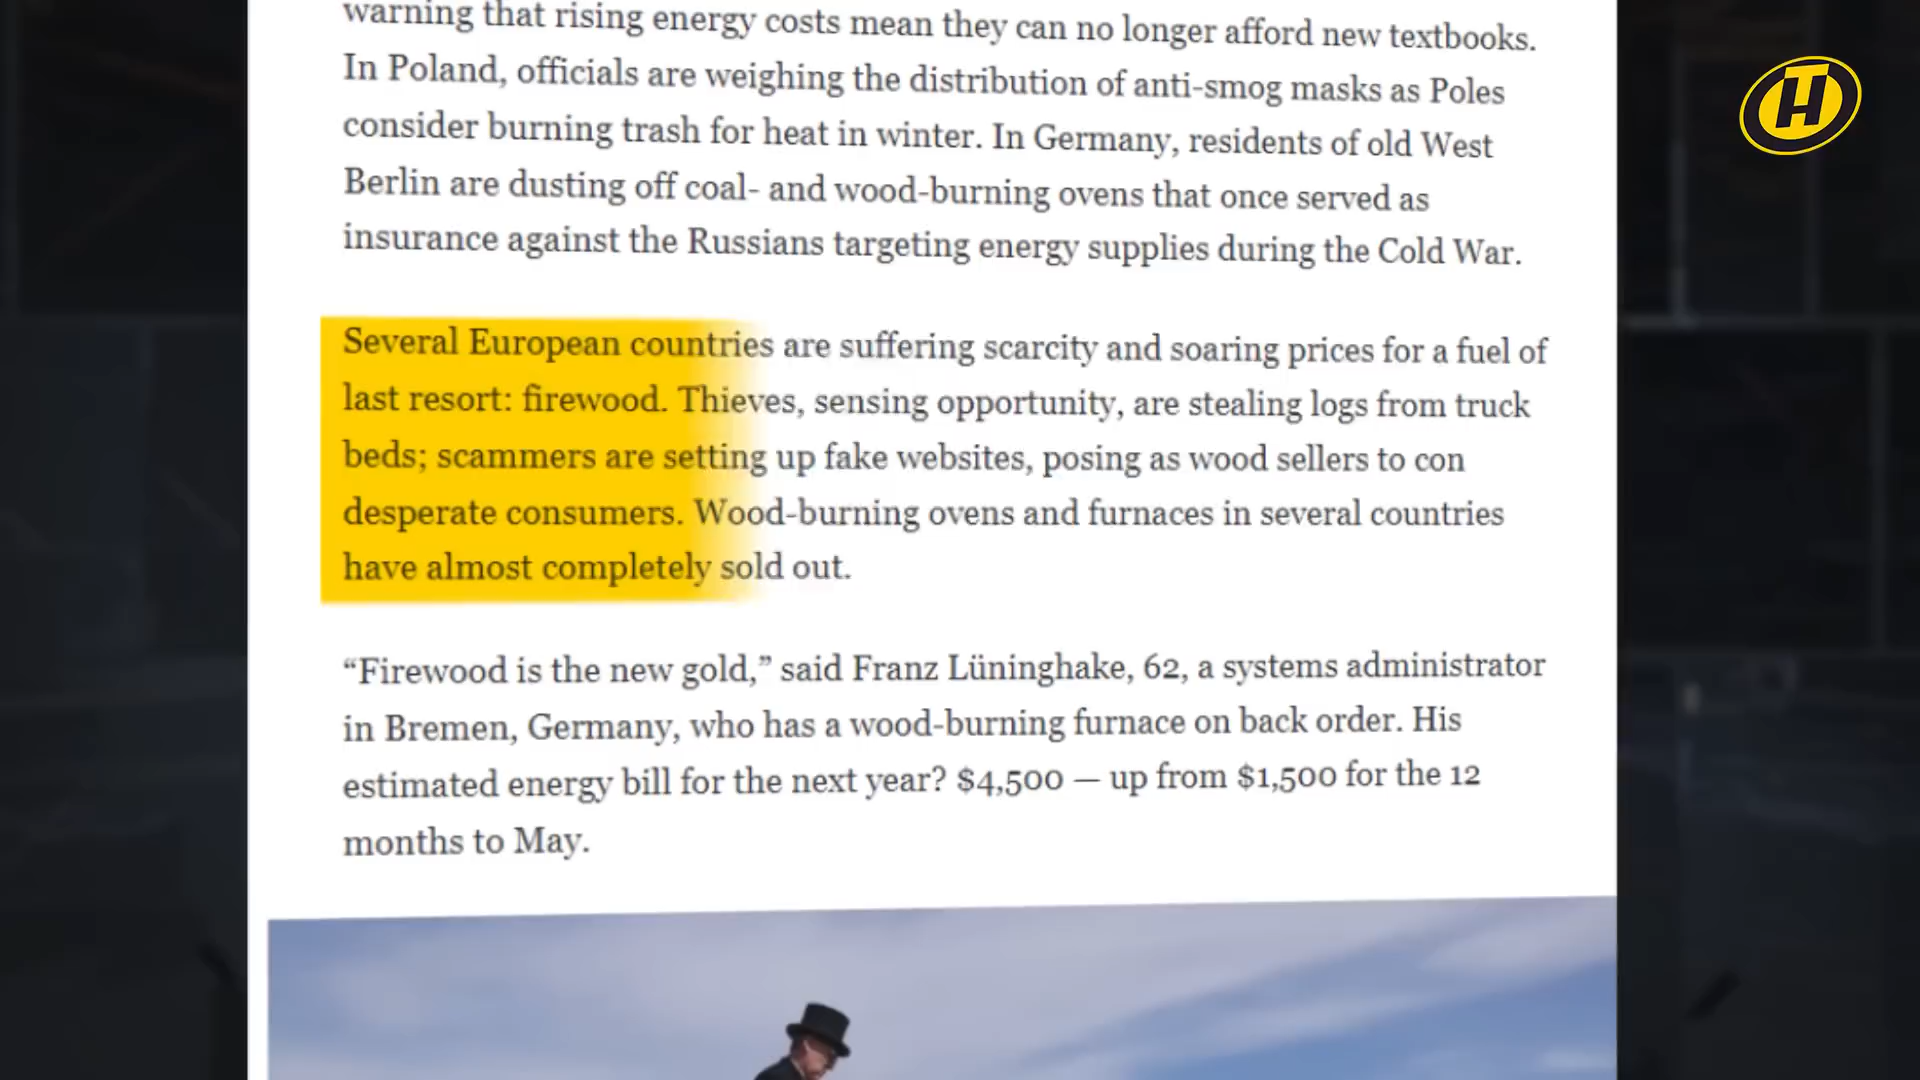 warning that rising energy costs mean they can no longer afford new textbooks.
In Poland, officials are weighing the distribution of anti-smog masks as Poles
consider burning trash for heat in winter. In Germany, residents of old West
Berlin are dusting off coal- and wood-burning ovens that once served as
insurance against the Russians targeting energy supplies during the Cold War.
Several European countries are suffering scarcity and soaring prices for a fuel of
last resort: firewood. Thieves, sensing opportunity, are stealing logs from truck
beds; scammers are setting up fake websites, posing as wood sellers to con
desperate consumers. Wood-burning ovens and furnaces in several countries
have almost completely sold out.
“Firewood is the new gold,” said Franz Lüninghake, 62, a systems administrator
in Bremen, Germany, who has a wood-burning furnace on back order. His
estimated energy bill for the next year? $4,500 — up from $1,500 for the 12
months to May.